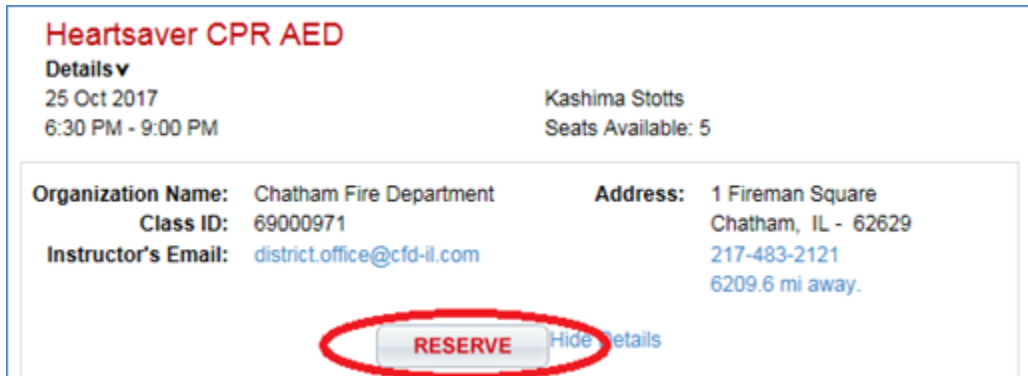 Heartsaver CPR AED
Details
25 Oct 2017 Kashima Stotts
6:30 PM - 9:00 PM Seats Available: 5
Organization Name: Chatham Fire Department Address: 1 Fireman Square
Class ID: 69000971 Chatham, IL - 62629
Instructor's Email: district.office@cfd-il.com 217-483-2121
6209.6 mi away.
RESERVE Hide Details